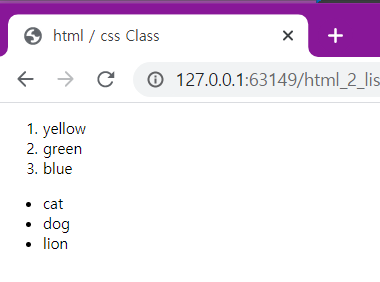 html / css Class
127.0.0.1:63149/html_2_lis
1. yellow
2. green
3. blue
• cat
• dog
• lion